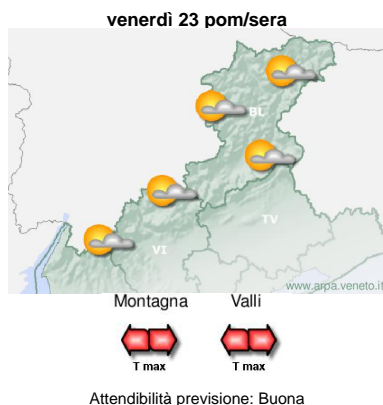 venerdì 23 pom/sera
BL
TV
VI
www.arpa.veneto.it
Montagna Valli
T max T max
Attendibilità previsione: Buona